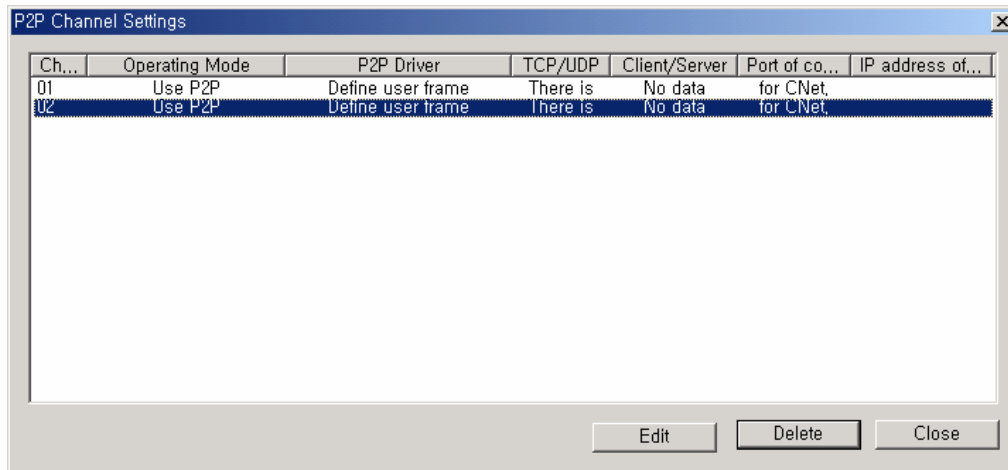 P2P Channel Settings
Ch,,, Operating Mode P2P Driver TCP/UDP Client/Server Port of co,,, IP address of,,,
01 Use P2P Define user frame There is No data for CNet,
02 Use P2P Define user frame There is No data for CNet,
Edit Delete Close